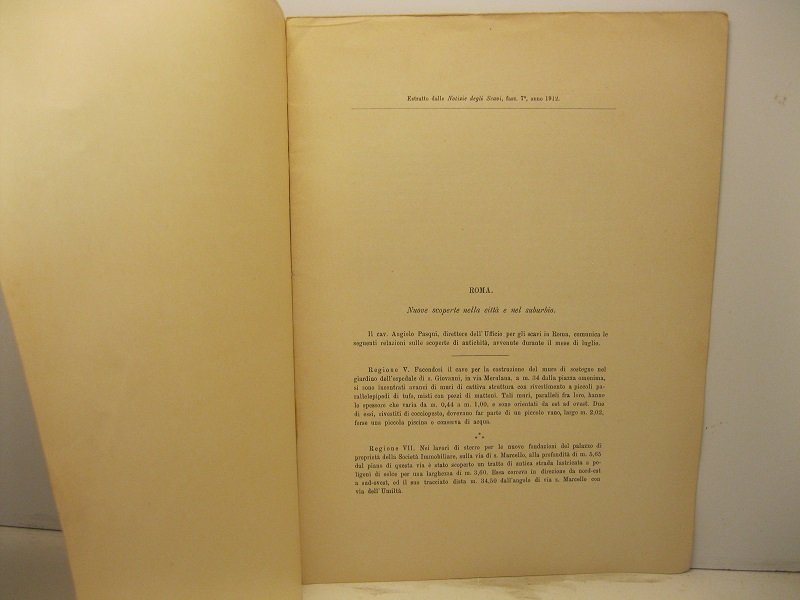 Estratto dalle Notizie degli Scavi, fasc. 7°, anno 1912.
ROMA.
Nuove scoperte nella città e nel suburbio.
Il cav. Angiolo Pasqui, direttore dell'Ufficio per gli scavi in Roma, comunica le
seguenti relazioni sulle scoperte di antichità, avvenute durante il mese di luglio.
Regione V. Facendosi il cavo per la costruzione del muro di sostegno nel
giardino dell'ospedale di s. Giovanni, in via Merulana, a m. 34 dalla piazza omonima,
si sono incontrati avanzi di muri di cattiva struttura con rivestimento a piccoli pa-
rallelepipedi di tufo, misti con pezzi di mattoni. Tali muri, paralleli fra loro, hanno
lo spessore che varia da m. 0,44 a m. 1,00, e sono orientati da est ad ovest. Due
di essi, rivestiti di cocciopesto, dovevano far parte di un piccolo vano, largo m. 2,02,
forse una piccola piscina o conserva di acqua.
Regione VII. Nei lavori di sterro per le nuove fondazioni del palazzo di
proprietà della Società Immobiliare, sulla via di s. Marcello, alla profondità di m. 5,65
dal piano di questa via è stato scoperto un tratto di antica strada lastricata a po-
ligoni di selce per una larghezza di m. 3,60. Essa correva in direzione da nord-est
a sud-ovest, ed il suo tracciato dista m. 34,50 dall'angolo di via s. Marcello con
via dell'Umiltà.